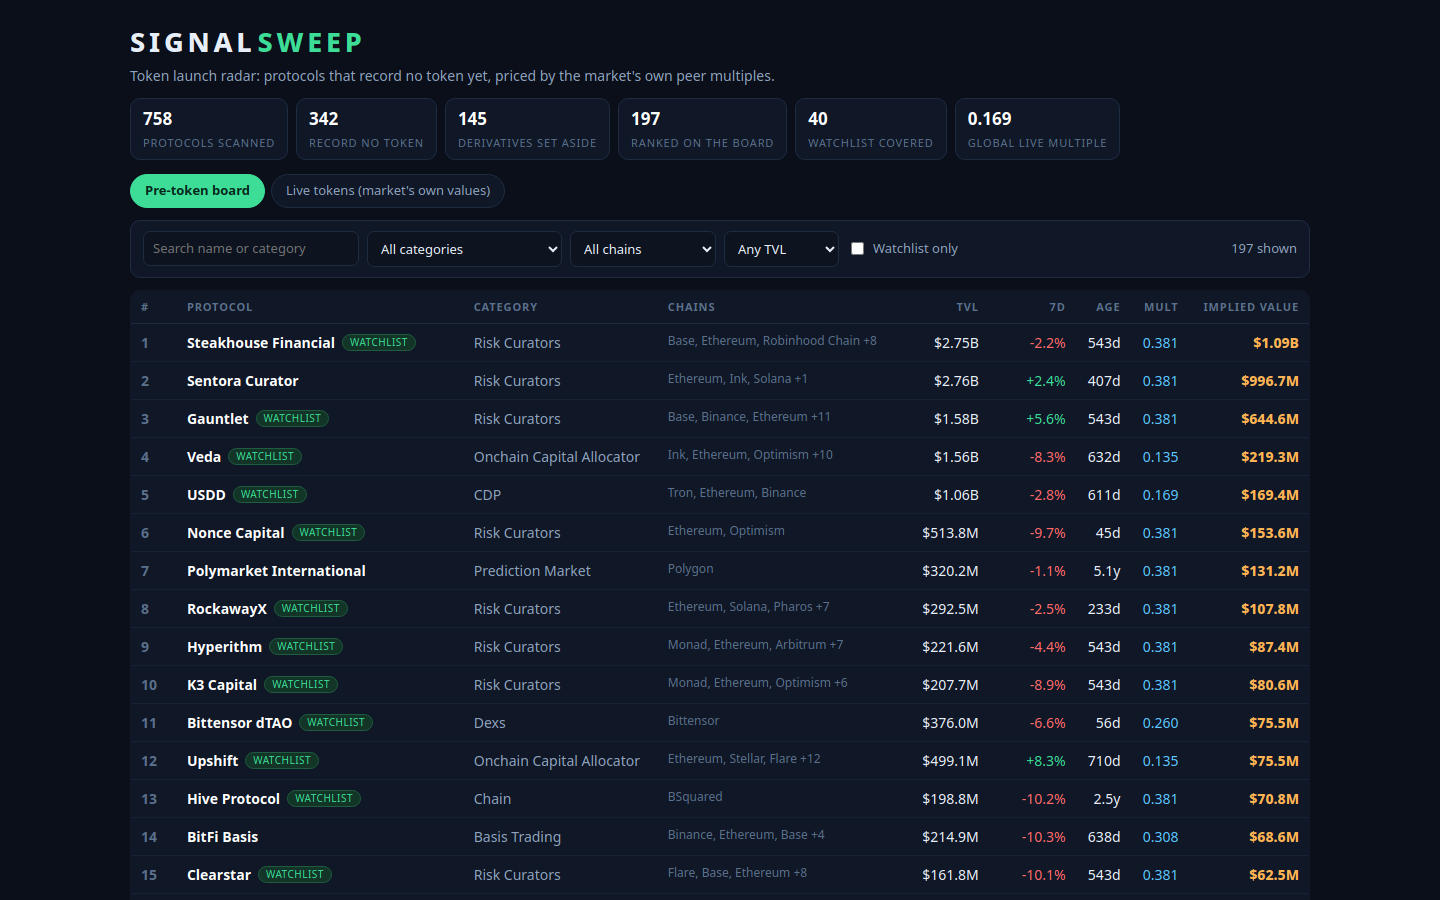 SIGNALSWEEP
Token launch radar: protocols that record no token yet, priced by the market's own peer multiples.
758 342 145 197 40 0.169
PROTOCOLS SCANNED RECORD NO TOKEN DERIVATIVES SET ASIDE RANKED ON THE BOARD WATCHLIST COVERED GLOBAL LIVE MULTIPLE
Pre-token board Live tokens (market's own values)
Search name or category All categories All chains Any TVL Watchlist only 197 shown
# PROTOCOL CATEGORY CHAINS TVL 7D AGE MULT IMPLIED VALUE
1 Steakhouse Financial WATCHLIST Risk Curators Base, Ethereum, Robinhood Chain +8 $2.75B -2.2% 543d 0.381 $1.09B
2 Sentora Curator Risk Curators Ethereum, Ink, Solana +1 $2.76B +2.4% 407d 0.381 $996.7M
3 Gauntlet WATCHLIST Risk Curators Base, Binance, Ethereum +11 $1.58B +5.6% 543d 0.381 $644.6M
4 Veda WATCHLIST Onchain Capital Allocator Ink, Ethereum, Optimism +10 $1.56B -8.3% 632d 0.135 $219.3M
5 USDD WATCHLIST CDP Tron, Ethereum, Binance $1.06B -2.8% 611d 0.169 $169.4M
6 Nonce Capital WATCHLIST Risk Curators Ethereum, Optimism $513.8M -9.7% 45d 0.381 $153.6M
7 Polymarket International Prediction Market Polygon $320.2M -1.1% 5.1y 0.381 $131.2M
8 RockawayX WATCHLIST Risk Curators Ethereum, Solana, Pharos +7 $292.5M -2.5% 233d 0.381 $107.8M
9 Hyperithm WATCHLIST Risk Curators Monad, Ethereum, Arbitrum +7 $221.6M -4.4% 543d 0.381 $87.4M
10 K3 Capital WATCHLIST Risk Curators Monad, Ethereum, Optimism +6 $207.7M -8.9% 543d 0.381 $80.6M
11 Bittensor dTAO WATCHLIST Dexs Bittensor $376.0M -6.6% 56d 0.260 $75.5M
12 Upshift WATCHLIST Onchain Capital Allocator Ethereum, Stellar, Flare +12 $499.1M +8.3% 710d 0.135 $75.5M
13 Hive Protocol WATCHLIST Chain BSquared $198.8M -10.2% 2.5y 0.381 $70.8M
14 BitFi Basis Basis Trading Binance, Ethereum, Base +4 $214.9M -10.3% 638d 0.308 $68.6M
15 Clearstar WATCHLIST Risk Curators Flare, Base, Ethereum +8 $161.8M -10.1% 543d 0.381 $62.5M